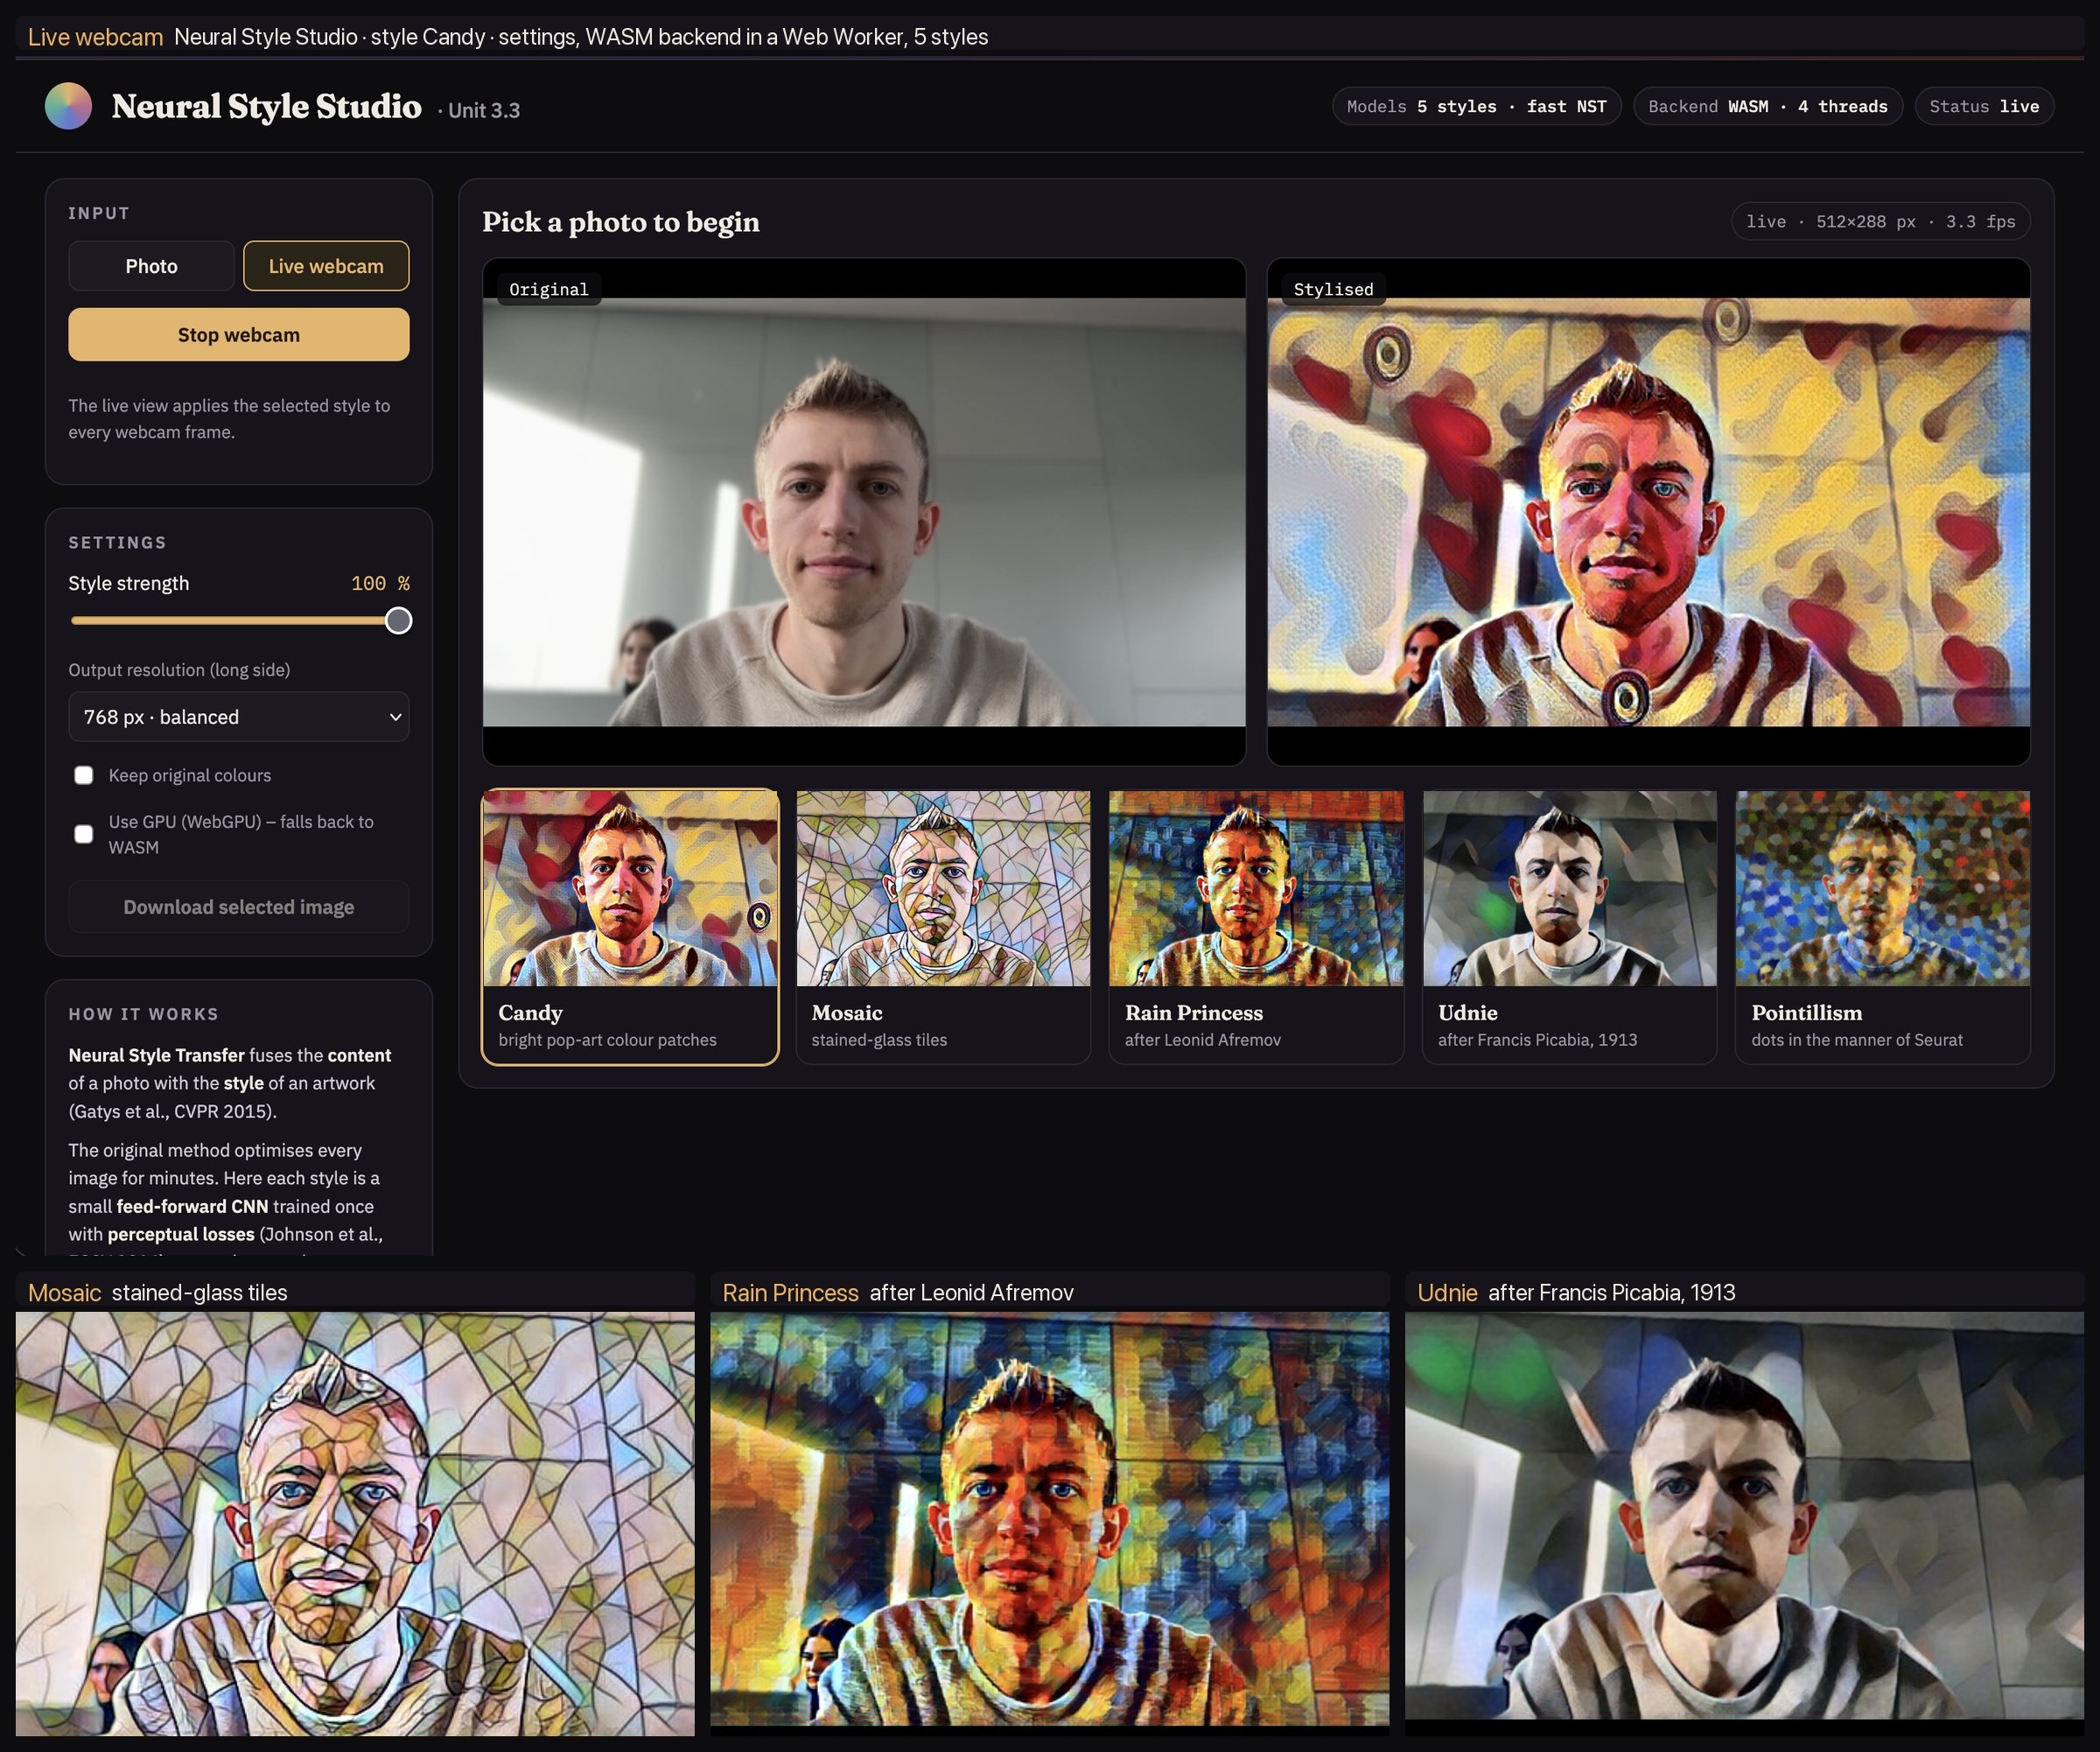 Live webcam Neural Style Studio · style Candy · settings, WASM backend in a Web Worker, 5 styles
Neural Style Studio · Unit 3.3
Models 5 styles · fast NST
Backend WASM · 4 threads
Status live
INPUT
Photo
Live webcam
Stop webcam
The live view applies the selected style to
every webcam frame.
SETTINGS
Style strength 100 %
Output resolution (long side)
768 px · balanced
Keep original colours
Use GPU (WebGPU) – falls back to
WASM
Download selected image
HOW IT WORKS
Neural Style Transfer fuses the content
of a photo with the style of an artwork
(Gatys et al., CVPR 2015).
The original method optimises every
image for minutes. Here each style is a
small feed-forward CNN trained once
with perceptual losses (Johnson et al.,
Pick a photo to begin
live · 512×288 px · 3.3 fps
Original
Stylised
Candy
bright pop-art colour patches
Mosaic
stained-glass tiles
Rain Princess
after Leonid Afremov
Udnie
after Francis Picabia, 1913
Pointillism
dots in the manner of Seurat
Mosaic stained-glass tiles
Rain Princess after Leonid Afremov
Udnie after Francis Picabia, 1913